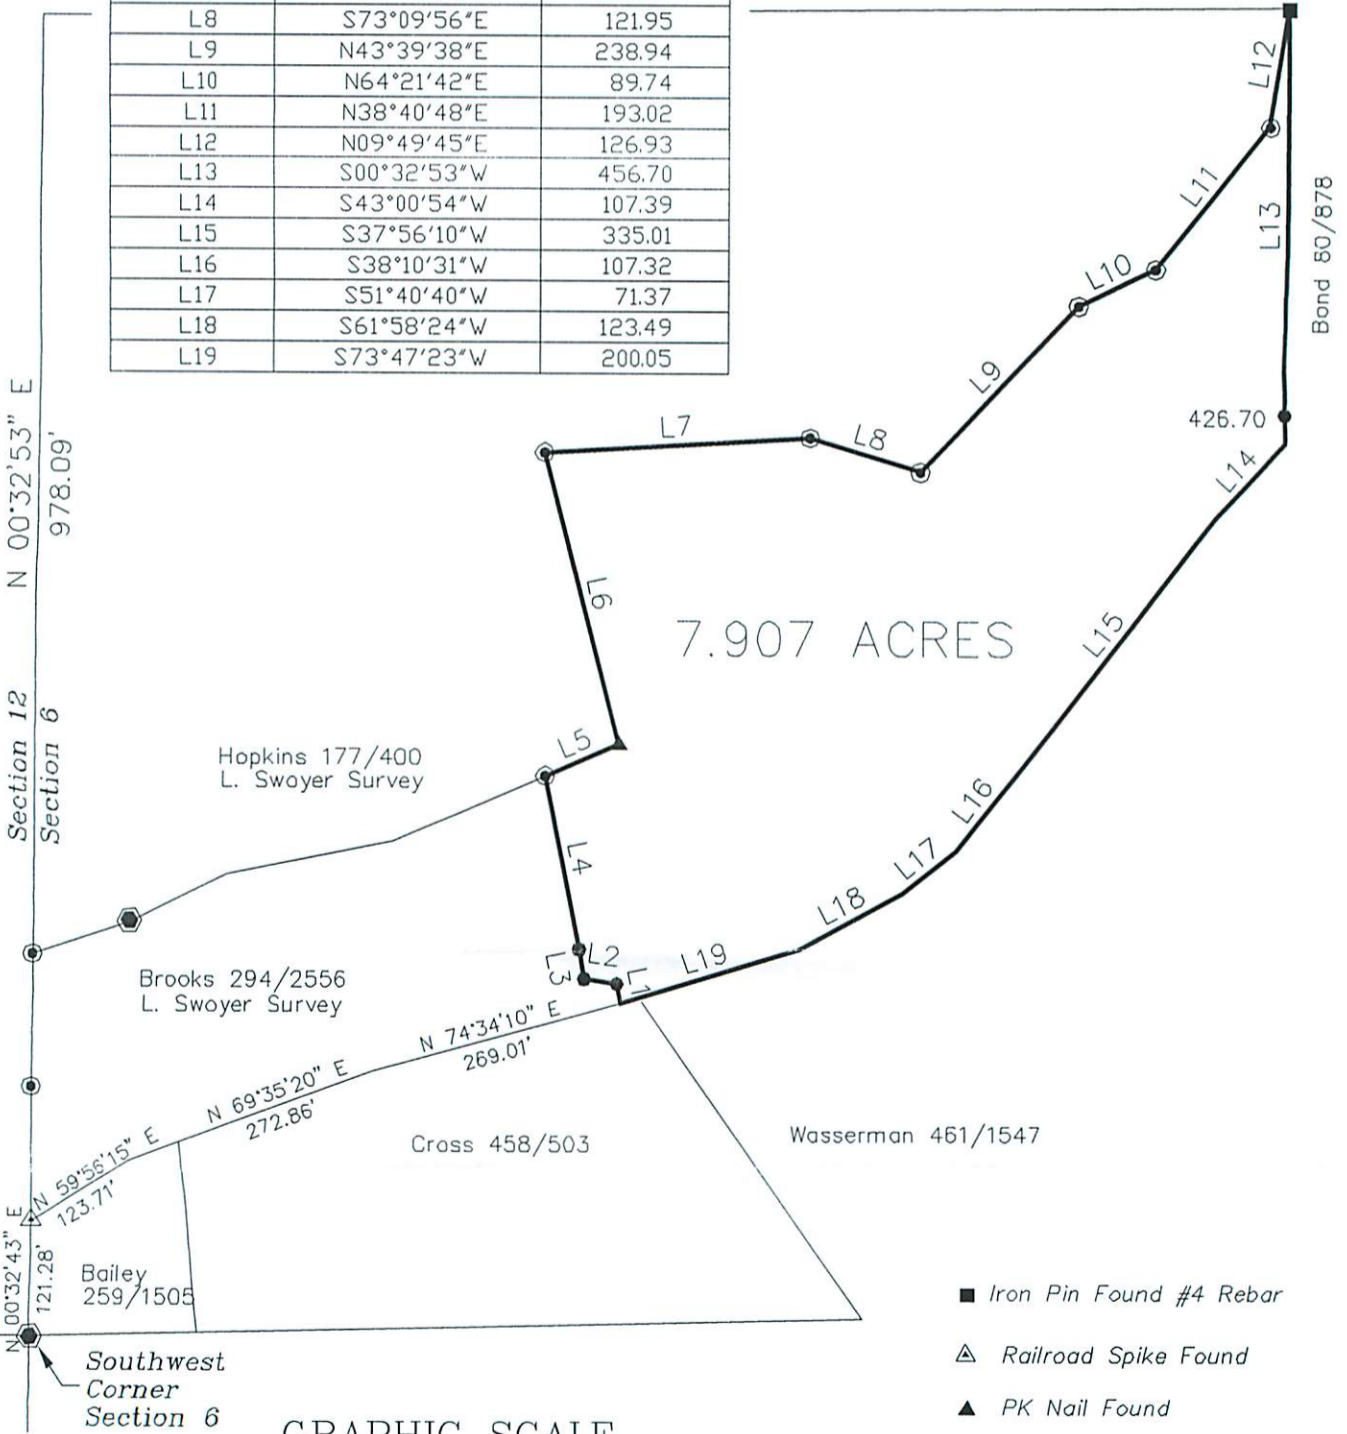 L8 S73°09'56"E 121.95
L9 N43°39'38"E 238.94
L10 N64°21'42"E 89.74
L11 N38°40'48"E 193.02
L12 N09°49'45"E 126.93
L13 S00°32'53"W 456.70
L14 S43°00'54"W 107.39
L15 S37°56'10"W 335.01
L16 S38°10'31"W 107.32
L17 S51°40'40"W 71.37
L18 S61°58'24"W 123.49
L19 S73°47'23"W 200.05
L12
L11
L13
Bond 80/878
L10
L9
N 00°32'53" E
978.09'
L7
L8
426.70
L14
L6
7.907 ACRES
L15
Section 12
Section 6
Hopkins 177/400
L. Swoyer Survey
L5
L16
L4
L17
L18
L2
L3
L1
L19
Brooks 294/2556
L. Swoyer Survey
N 74°34'10" E
269.01'
N 69°35'20" E
272.86'
Cross 458/503
Wasserman 461/1547
N 59°56'15" E
123.71'
N 00°32'43" E
121.28'
Bailey
259/1505
Iron Pin Found #4 Rebar
Railroad Spike Found
PK Nail Found
Southwest
Corner
Section 6
GRAPHIC SCALE